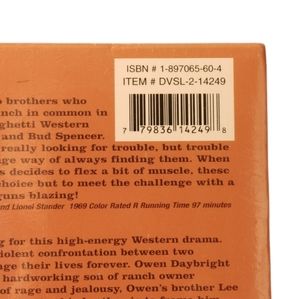 ISBN # 1-897065-60-4
ITEM # DVSL-2-14249
7 79836 14249 8
o brothers who
nch in common in
ghetti Western
and Bud Spencer.
really looking for trouble, but trouble
nge way of always finding them. When
s decides to flex a bit of muscle, these
choice but to meet the challenge with a
guns blazing!
and Lionel Stander 1969 Color Rated R Running Time 97 minutes
ng for this high-energy Western drama.
violent confrontation between two
nge their lives forever. Owen Daybright
hardworking son of ranch owner
of rage and jealousy, Owen's brother Lee